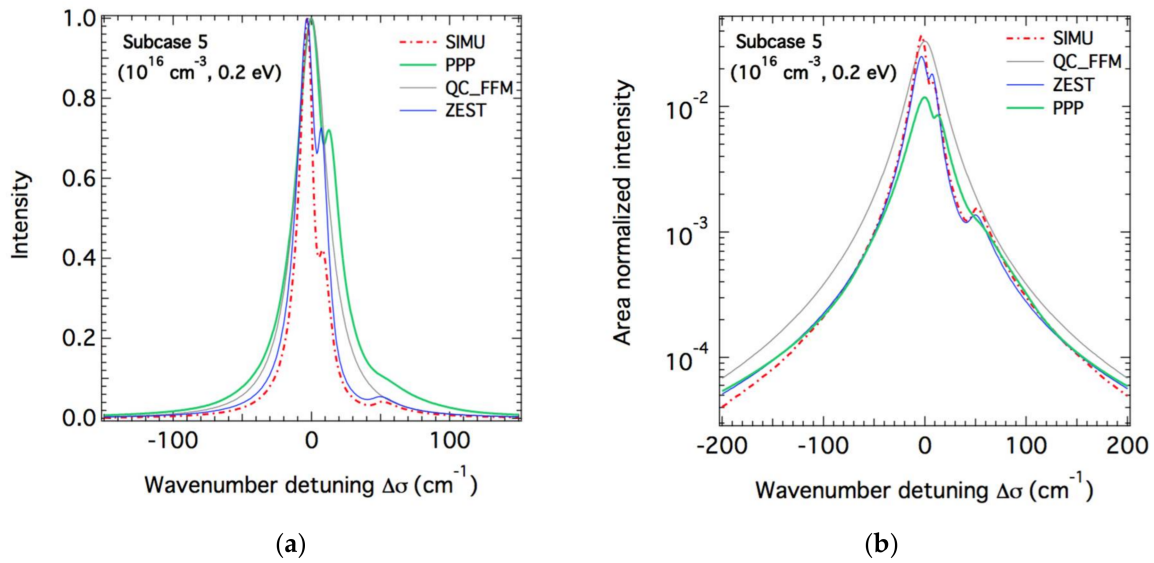 Subcase 5
(10¹⁶ cm⁻³, 0.2 eV)
SIMU
PPP
QC_FFM
ZEST
Intensity
1.0
0.8
0.6
0.4
0.2
0.0
-100
0
100
Wavenumber detuning Δσ (cm⁻¹)
(a)
Subcase 5
(10¹⁶ cm⁻³, 0.2 eV)
SIMU
QC_FFM
ZEST
PPP
Area normalized intensity
10⁻²
10⁻³
10⁻⁴
-200
-100
0
100
200
Wavenumber detuning Δσ (cm⁻¹)
(b)